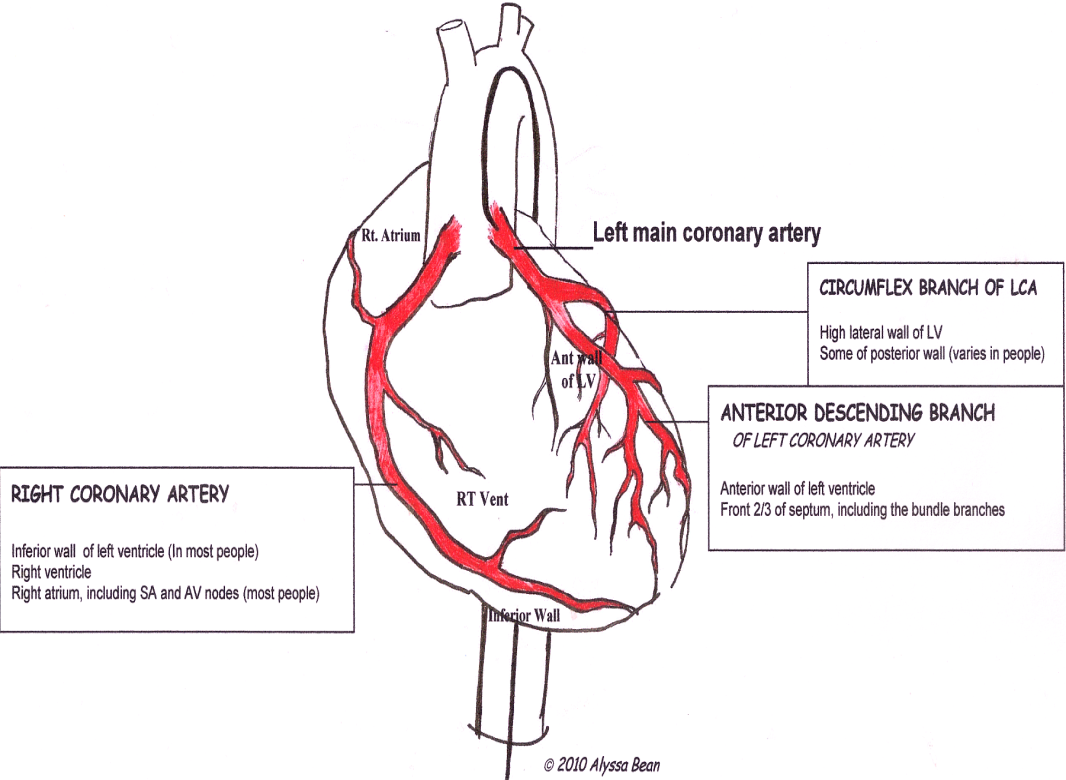 Rt. Atrium
Left main coronary artery
CIRCUMFLEX BRANCH OF LCA
High lateral wall of LV
Some of posterior wall (varies in people)
Ant wall
of LV
ANTERIOR DESCENDING BRANCH
OF LEFT CORONARY ARTERY
Anterior wall of left ventricle
Front 2/3 of septum, including the bundle branches
RIGHT CORONARY ARTERY
Inferior wall of left ventricle (In most people)
Right ventricle
Right atrium, including SA and AV nodes (most people)
RT Vent
Inferior Wall
© 2010 Alyssa Bean